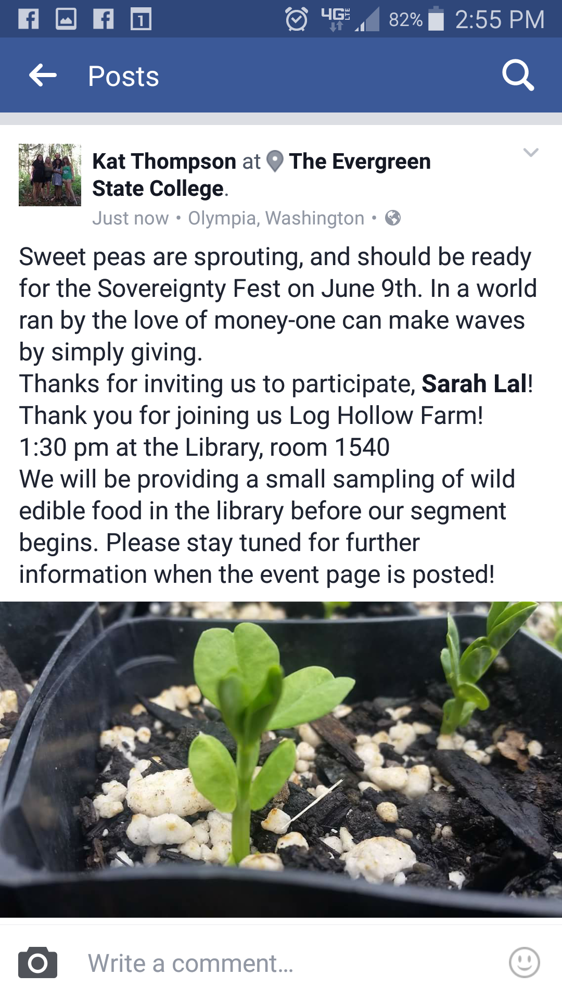 1 4G LTE 82% 2:55 PM
Posts
Kat Thompson at The Evergreen
State College.
Just now • Olympia, Washington •
Sweet peas are sprouting, and should be ready
for the Sovereignty Fest on June 9th. In a world
ran by the love of money-one can make waves
by simply giving.
Thanks for inviting us to participate, Sarah Lal!
Thank you for joining us Log Hollow Farm!
1:30 pm at the Library, room 1540
We will be providing a small sampling of wild
edible food in the library before our segment
begins. Please stay tuned for further
information when the event page is posted!
Write a comment...